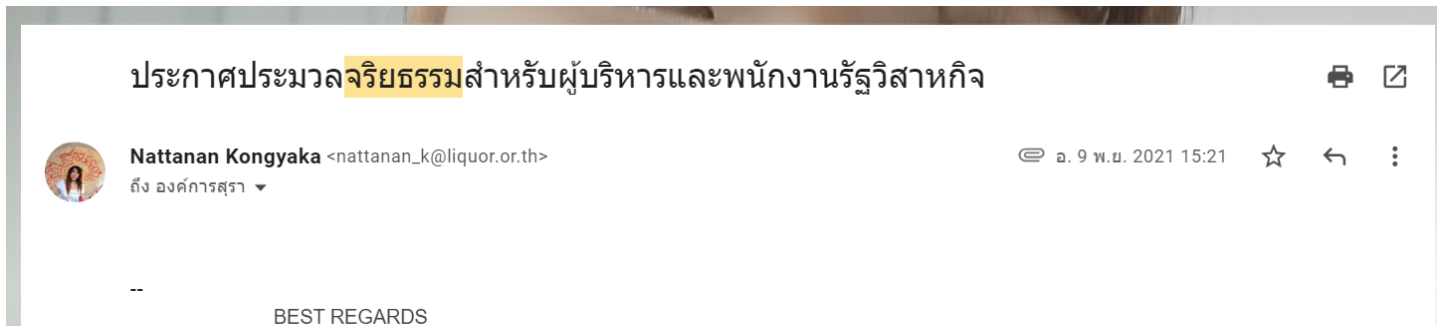 ประกาศประมวลจริยธรรมสำหรับผู้บริหารและพนักงานรัฐวิสาหกิจ
Nattanan Kongyaka <nattanan_k@liquor.or.th>
อ. 9 พ.ย. 2021 15:21
ถึง องค์การสุรา
--
BEST REGARDS